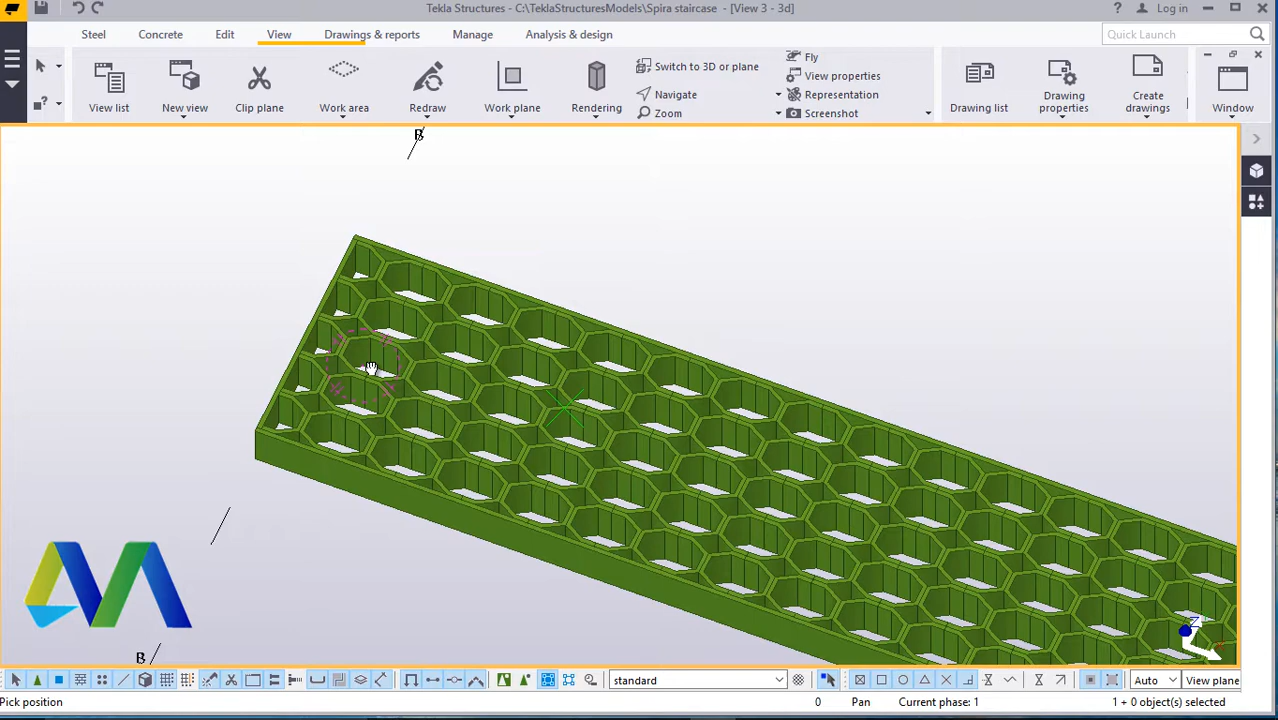 Tekla Structures - C:\TeklaStructuresModels\Spira staircase - [View 3 - 3d]
? Log in
Steel Concrete Edit View Drawings & reports Manage Analysis & design
Quick Launch
Fly
Switch to 3D or plane
View properties
Navigate
Representation
View list New view Clip plane Work area Redraw Work plane Rendering
Drawing list Drawing properties Create drawings Window
Zoom
Screenshot
B
AM
Z
B
standard
Auto
View plane
Pick position
0
Pan
Current phase: 1
1 + 0 object(s) selected